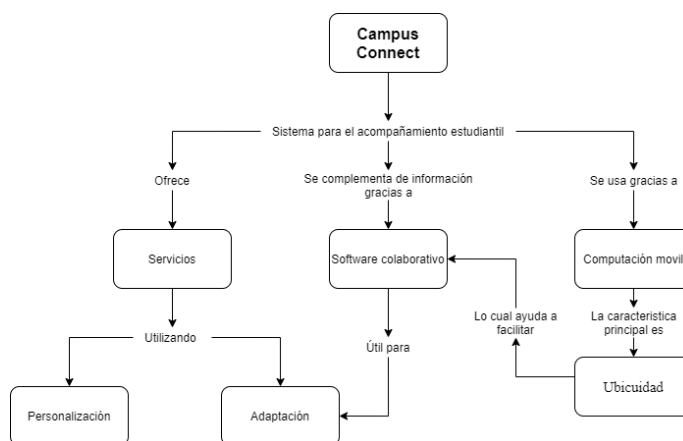 Campus
Connect
Sistema para el acompañamiento estudiantil
Ofrece
Se complementa de información
gracias a
Se usa gracias a
Servicios
Software colaborativo
Computación movil
Utilizando
Útil para
Lo cual ayuda a
facilitar
La caracteristica
principal es
Personalización
Adaptación
Ubicuidad